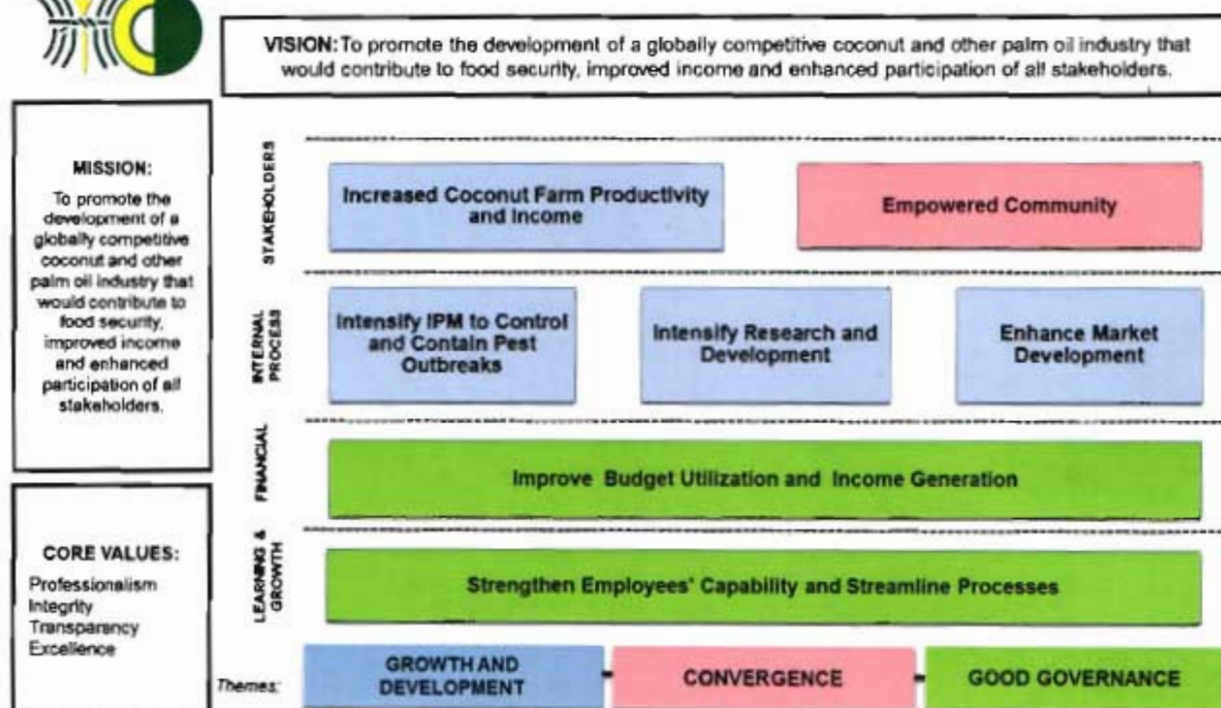 VISION: To promote the development of a globally competitive coconut and other palm oil industry that
would contribute to food security, improved income and enhanced participation of all stakeholders.
MISSION:
To promote the
development of a
globally competitive
coconut and other
palm oil industry that
would contribute to
food security,
improved income
and enhanced
participation of all
stakeholders.
CORE VALUES:
Professionalism
Integrity
Transparency
Excellence
STAKEHOLDERS
Increased Coconut Farm Productivity
and Income
Empowered Community
INTERNAL
PROCESS
Intensify IPM to Control
and Contain Pest
Outbreaks
Intensify Research and
Development
Enhance Market
Development
FINANCIAL
Improve Budget Utilization and Income Generation
LEARNING &
GROWTH
Strengthen Employees' Capability and Streamline Processes
Themes:
GROWTH AND
DEVELOPMENT
CONVERGENCE
GOOD GOVERNANCE